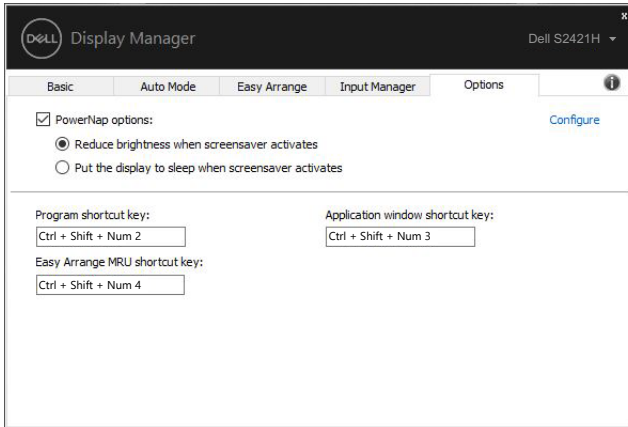 x
DELL Display Manager
Dell S2421H
Basic Auto Mode Easy Arrange Input Manager Options i
PowerNap options: Configure
Reduce brightness when screensaver activates
Put the display to sleep when screensaver activates
Program shortcut key: Application window shortcut key:
Ctrl + Shift + Num 2 Ctrl + Shift + Num 3
Easy Arrange MRU shortcut key:
Ctrl + Shift + Num 4